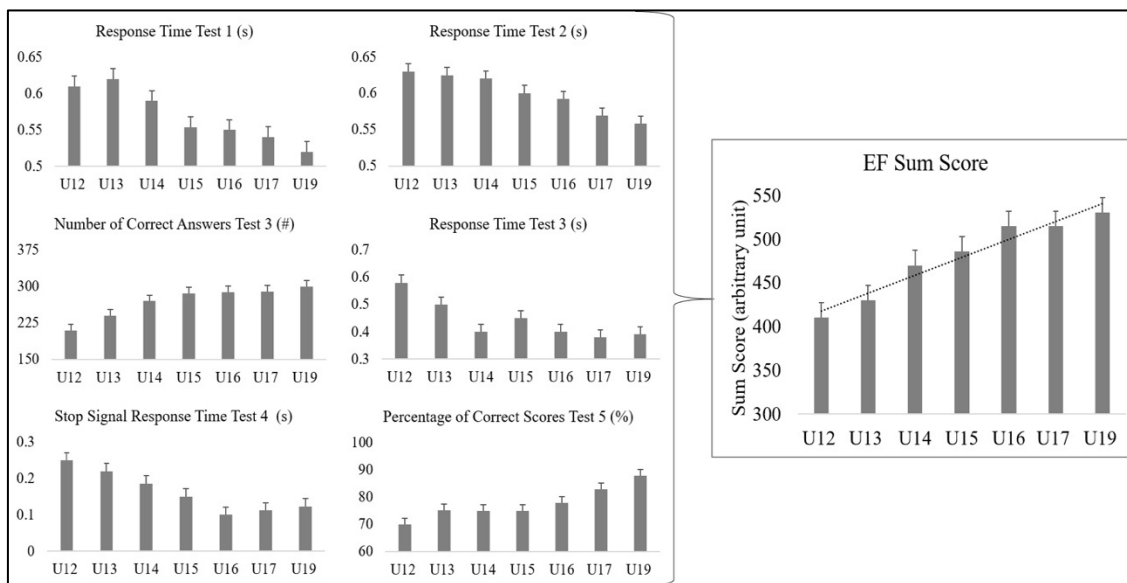 Response Time Test 1 (s)
0.65
0.6
0.55
0.5
U12 U13 U14 U15 U16 U17 U19
Response Time Test 2 (s)
0.65
0.6
0.55
0.5
U12 U13 U14 U15 U16 U17 U19
Number of Correct Answers Test 3 (#)
375
300
225
150
U12 U13 U14 U15 U16 U17 U19
Response Time Test 3 (s)
0.7
0.6
0.5
0.4
0.3
U12 U13 U14 U15 U16 U17 U19
Stop Signal Response Time Test 4 (s)
0.3
0.2
0.1
0
U12 U13 U14 U15 U16 U17 U19
Percentage of Correct Scores Test 5 (%)
100
90
80
70
60
U12 U13 U14 U15 U16 U17 U19
EF Sum Score
Sum Score (arbitrary unit)
550
500
450
400
350
300
U12 U13 U14 U15 U16 U17 U19